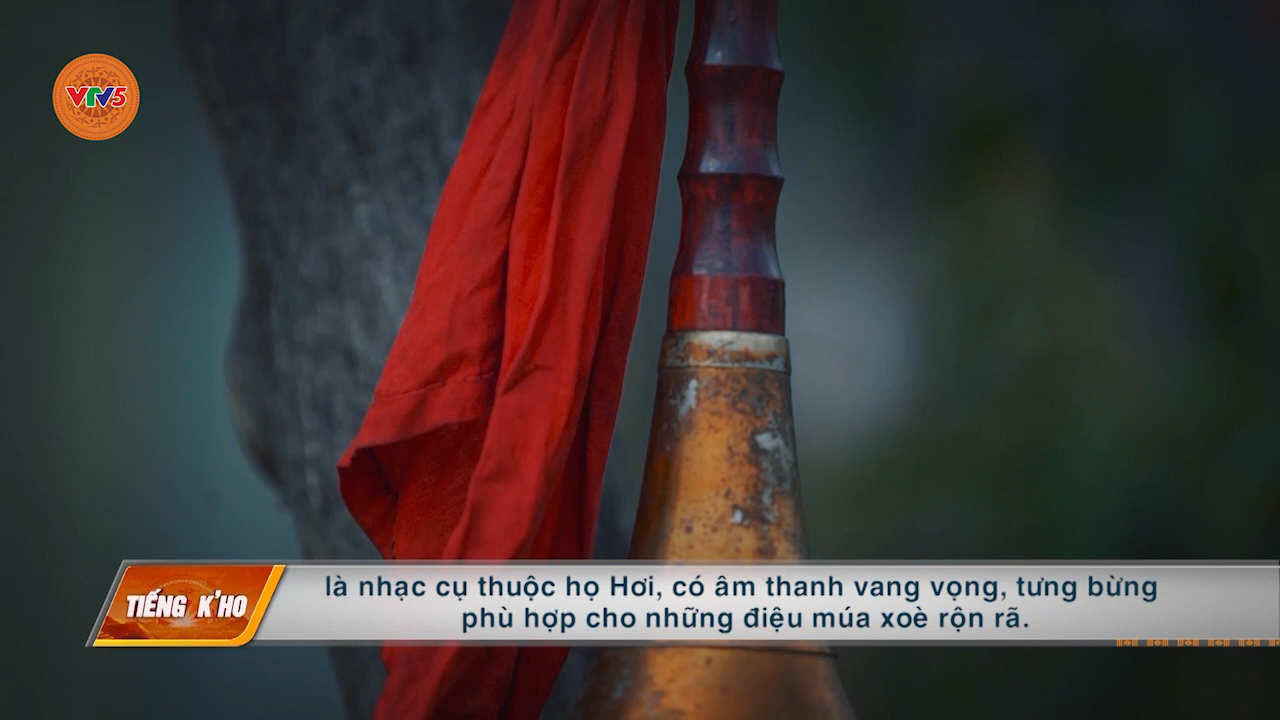 VTV5
TIẾNG K'HO
là nhạc cụ thuộc họ Hơi, có âm thanh vang vọng, tưng bừng
phù hợp cho những điệu múa xoè rộn rã.